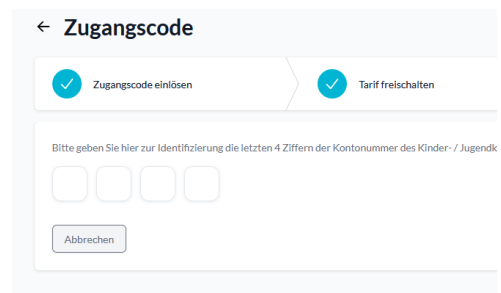 ← Zugangscode
Zugangscode einlösen
Tarif freischalten
Bitte geben Sie hier zur Identifizierung die letzten 4 Ziffern der Kontonummer des Kinder- / Jugendk
Abbrechen